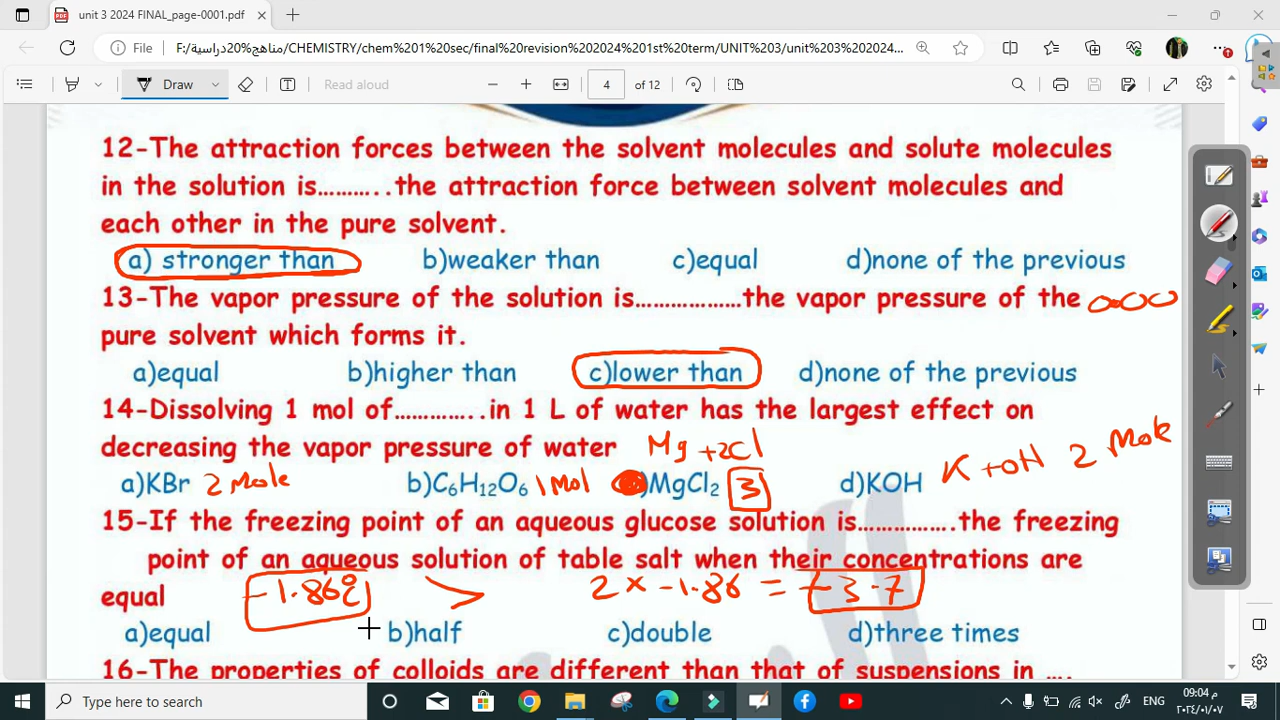 unit 3 2024 FINAL_page-0001.pdf
File F:/مناهج%20دراسية/CHEMISTRY/chem%201%20sec/final%20revision%202024%201st%20term/UNIT%203/unit%203%202024...
Draw Read aloud 4 of 12
12-The attraction forces between the solvent molecules and solute molecules
in the solution is………..the attraction force between solvent molecules and
each other in the pure solvent.
a) stronger than b)weaker than c)equal d)none of the previous
13-The vapor pressure of the solution is………………the vapor pressure of the
pure solvent which forms it.
a)equal b)higher than c)lower than d)none of the previous
14-Dissolving 1 mol of…………..in 1 L of water has the largest effect on
decreasing the vapor pressure of water Mg +2Cl
K +OH 2 Mole
a)KBr 2 Mole b)C₆H₁₂O₆ 1Mol )MgCl₂ 3 d)KOH
15-If the freezing point of an aqueous glucose solution is…………….the freezing
point of an aqueous solution of table salt when their concentrations are
equal -1.86 > 2 x -1.86 = -3.7
a)equal b)half c)double d)three times
16-The properties of colloids are different than that of suspensions in ….
Type here to search
ENG
09:04 م
٢٠٢٤/٠١/٠٧